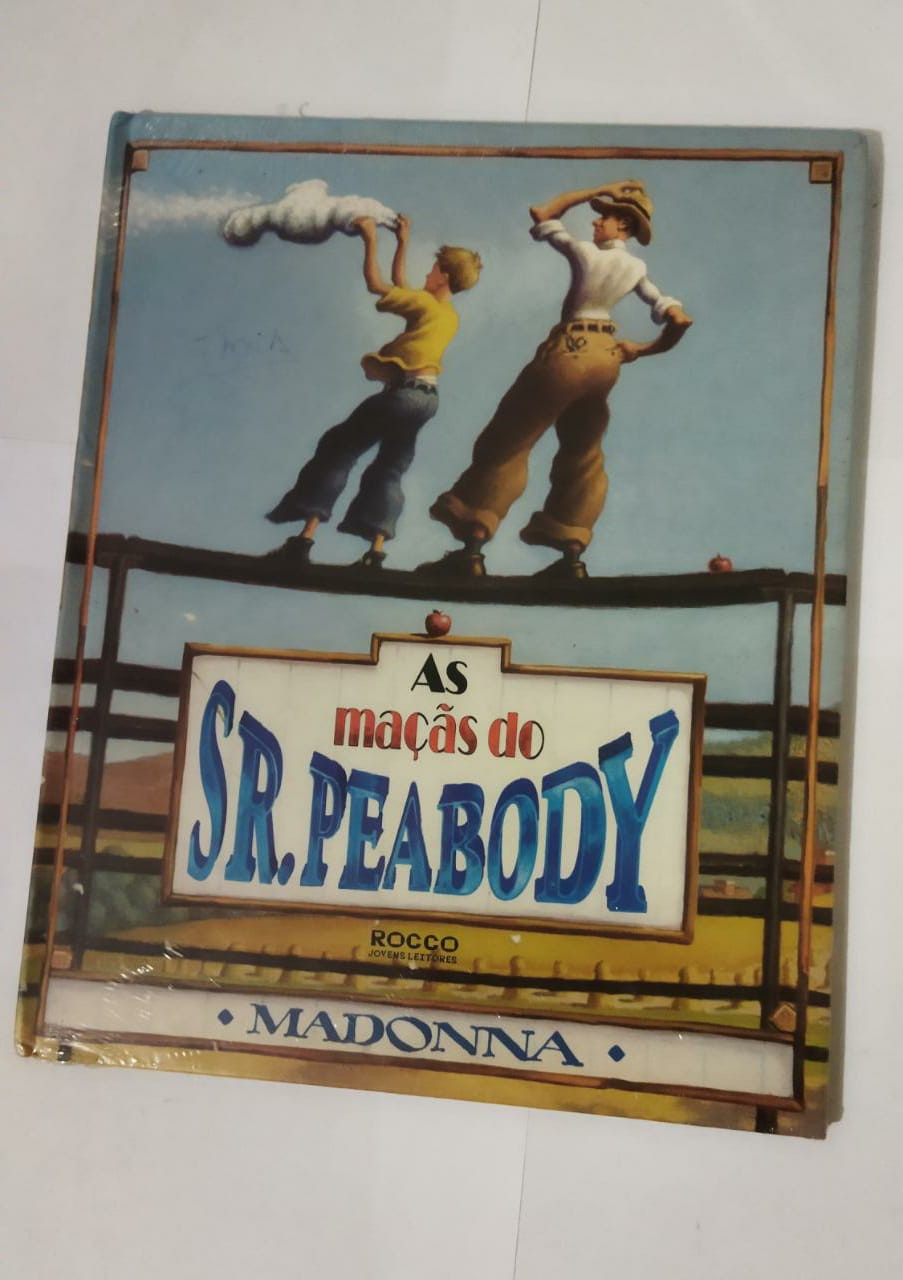 As
maçãs do
SR. PEABODY
ROCCO
JOVENS LEITORES
• MADONNA •